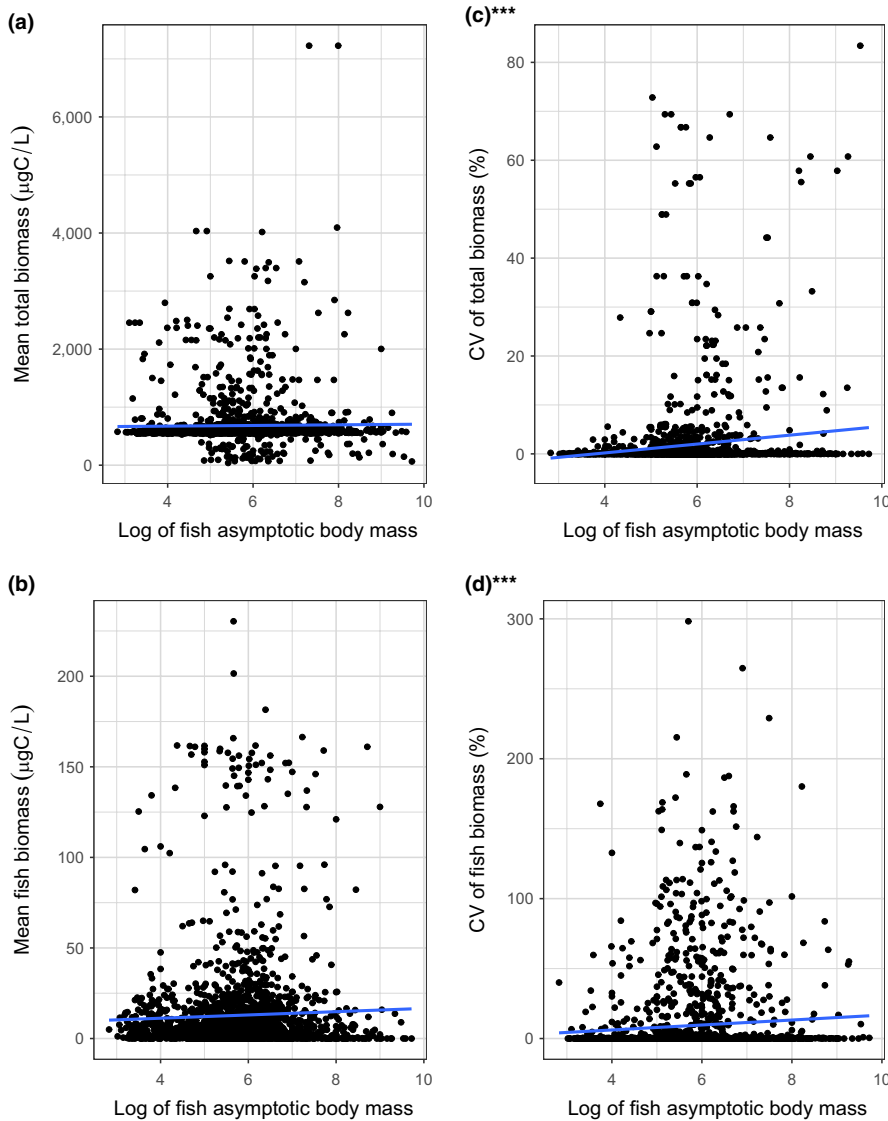 (a)
6,000
4,000
2,000
0
Mean total biomass (µgC/L)
4 6 8 10
Log of fish asymptotic body mass
(c)***
80
60
40
20
0
CV of total biomass (%)
4 6 8 10
Log of fish asymptotic body mass
(b)
200
150
100
50
0
Mean fish biomass (µgC/L)
4 6 8 10
Log of fish asymptotic body mass
(d)***
300
200
100
0
CV of fish biomass (%)
4 6 8 10
Log of fish asymptotic body mass